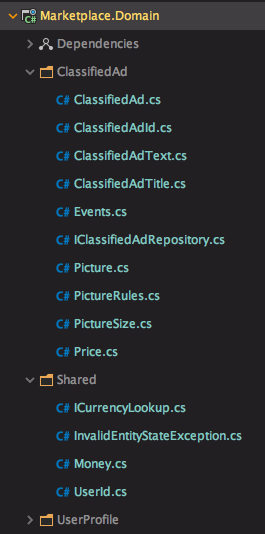 Marketplace.Domain
Dependencies
ClassifiedAd
C# ClassifiedAd.cs
C# ClassifiedAdId.cs
C# ClassifiedAdText.cs
C# ClassifiedAdTitle.cs
C# Events.cs
C# IClassifiedAdRepository.cs
C# Picture.cs
C# PictureRules.cs
C# PictureSize.cs
C# Price.cs
Shared
C# ICurrencyLookup.cs
C# InvalidEntityStateException.cs
C# Money.cs
C# UserId.cs
UserProfile